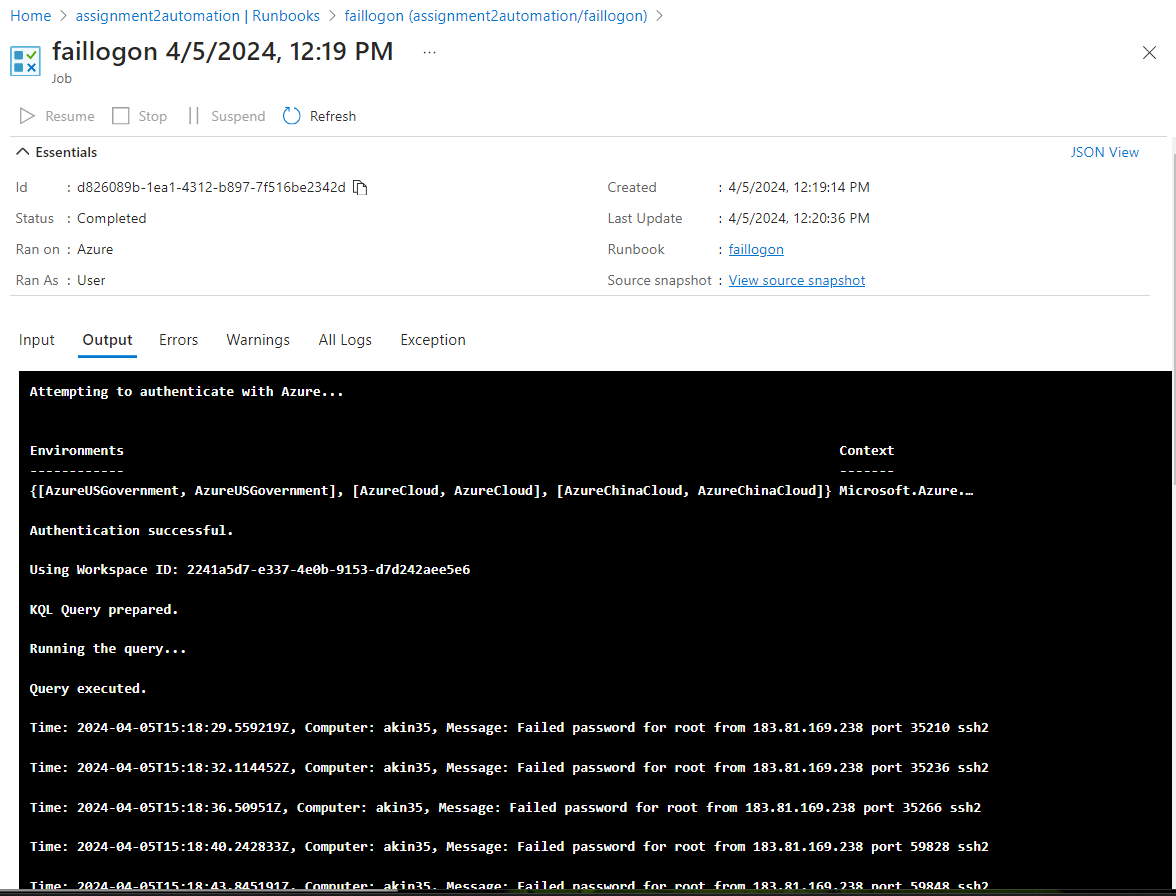 Home > assignment2automation | Runbooks > faillogon (assignment2automation/faillogon) >
faillogon 4/5/2024, 12:19 PM ...
Job
Resume Stop Suspend Refresh
Essentials JSON View
Id : d826089b-1ea1-4312-b897-7f516be2342d Created : 4/5/2024, 12:19:14 PM
Status : Completed Last Update : 4/5/2024, 12:20:36 PM
Ran on : Azure Runbook : faillogon
Ran As : User Source snapshot : View source snapshot
Input Output Errors Warnings All Logs Exception
Attempting to authenticate with Azure...
Environments Context
------------ -------
{[AzureUSGovernment, AzureUSGovernment], [AzureCloud, AzureCloud], [AzureChinaCloud, AzureChinaCloud]} Microsoft.Azure.…
Authentication successful.
Using Workspace ID: 2241a5d7-e337-4e0b-9153-d7d242aee5e6
KQL Query prepared.
Running the query...
Query executed.
Time: 2024-04-05T15:18:29.559219Z, Computer: akin35, Message: Failed password for root from 183.81.169.238 port 35210 ssh2
Time: 2024-04-05T15:18:32.114452Z, Computer: akin35, Message: Failed password for root from 183.81.169.238 port 35236 ssh2
Time: 2024-04-05T15:18:36.50951Z, Computer: akin35, Message: Failed password for root from 183.81.169.238 port 35266 ssh2
Time: 2024-04-05T15:18:40.242833Z, Computer: akin35, Message: Failed password for root from 183.81.169.238 port 59828 ssh2
Time: 2024-04-05T15:18:43.845191Z, Computer: akin35, Message: Failed password for root from 183.81.169.238 port 59848 ssh2